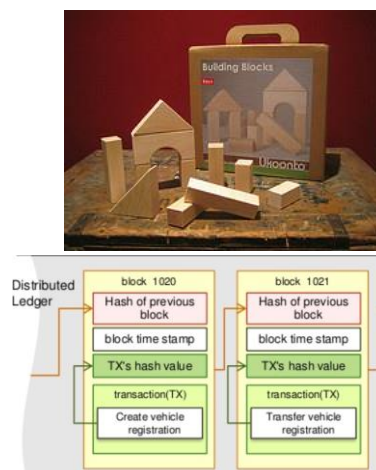 Building Blocks
Ukoonto
Distributed
Ledger
block 1020
Hash of previous
block
block time stamp
TX's hash value
transaction(TX)
Create vehicle
registration
block 1021
Hash of previous
block
block time stamp
TX's hash value
transaction(TX)
Transfer vehicle
registration